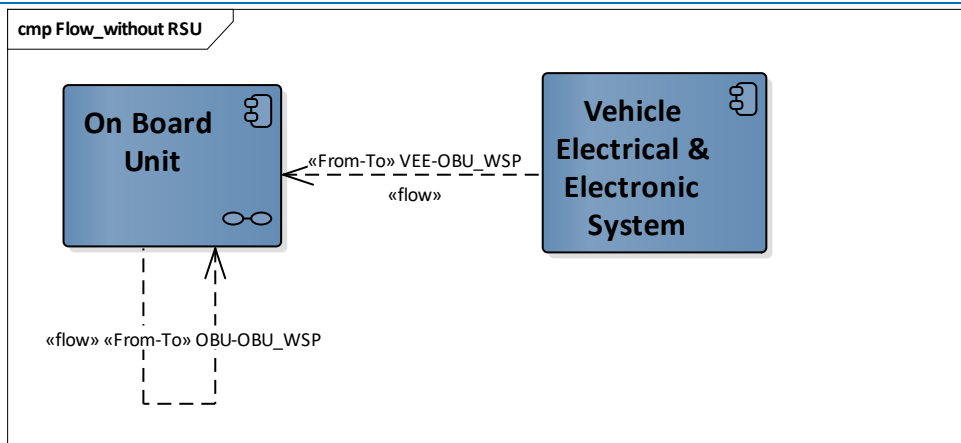 cmp Flow_without RSU
On Board
Unit
Vehicle
Electrical &
Electronic
System
«From-To» VEE-OBU_WSP
«flow»
«flow» «From-To» OBU-OBU_WSP